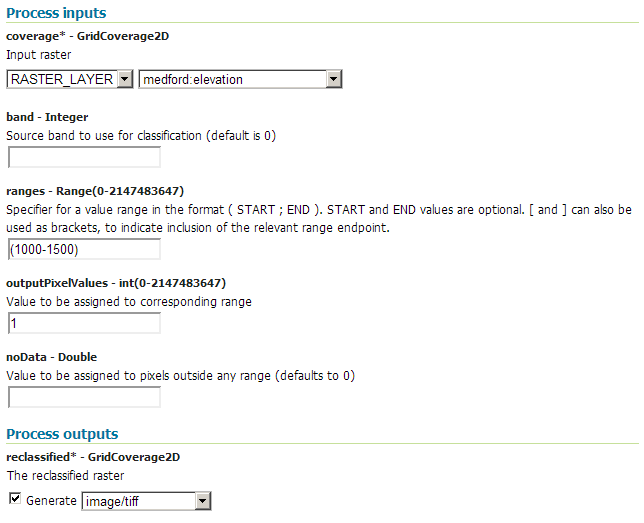 Process inputs
coverage* - GridCoverage2D
Input raster
RASTER_LAYER medford:elevation
band - Integer
Source band to use for classification (default is 0)
ranges - Range(0-2147483647)
Specifier for a value range in the format ( START ; END ). START and END values are optional. [ and ] can also be
used as brackets, to indicate inclusion of the relevant range endpoint.
(1000-1500)
outputPixelValues - int(0-2147483647)
Value to be assigned to corresponding range
1
noData - Double
Value to be assigned to pixels outside any range (defaults to 0)
Process outputs
reclassified* - GridCoverage2D
The reclassified raster
Generate image/tiff